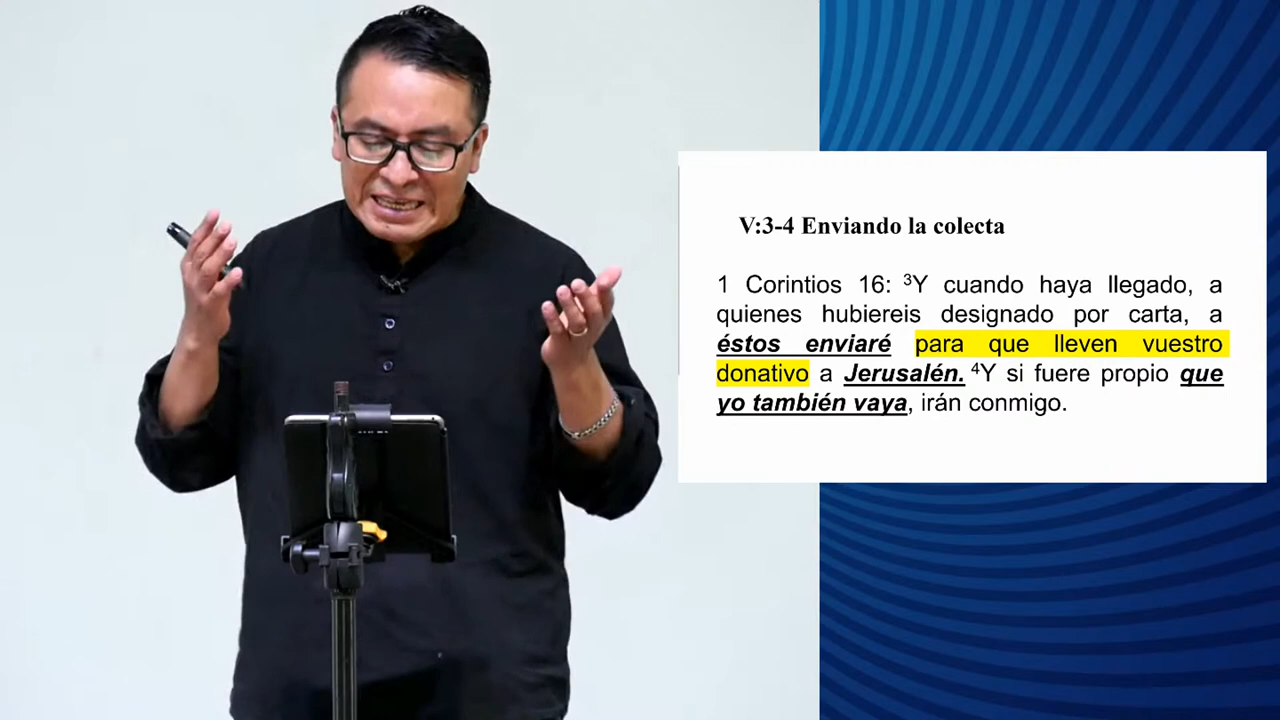 V:3-4 Enviando la colecta
1 Corintios 16: ³Y cuando haya llegado, a
quienes hubiereis designado por carta, a
éstos enviaré para que lleven vuestro
donativo a Jerusalén. ⁴Y si fuere propio que
yo también vaya, irán conmigo.